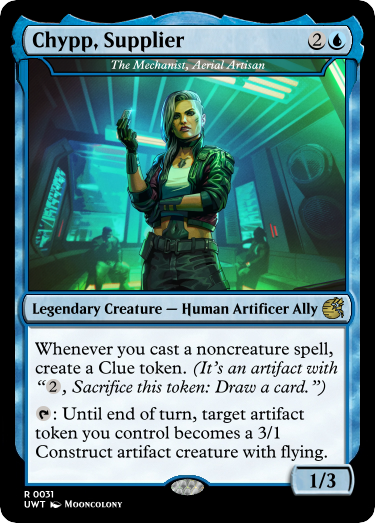 Chypp, Supplier 2
The Mechanist, Aerial Artisan
Legendary Creature — Human Artificer Ally
Whenever you cast a noncreature spell,
create a Clue token. (It's an artifact with
“2, Sacrifice this token: Draw a card.”)
: Until end of turn, target artifact
token you control becomes a 3/1
Construct artifact creature with flying.
1/3
R 0031
UWT Mooncolony